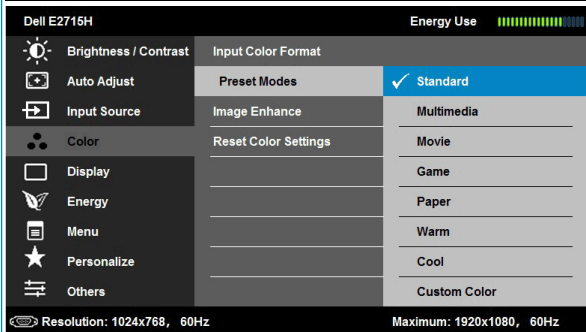 Dell E2715H Energy Use
Brightness / Contrast Input Color Format
Auto Adjust Preset Modes Standard
Input Source Image Enhance Multimedia
Color Reset Color Settings Movie
Display Game
Energy Paper
Menu Warm
Personalize Cool
Others Custom Color
Resolution: 1024x768, 60Hz Maximum: 1920x1080, 60Hz